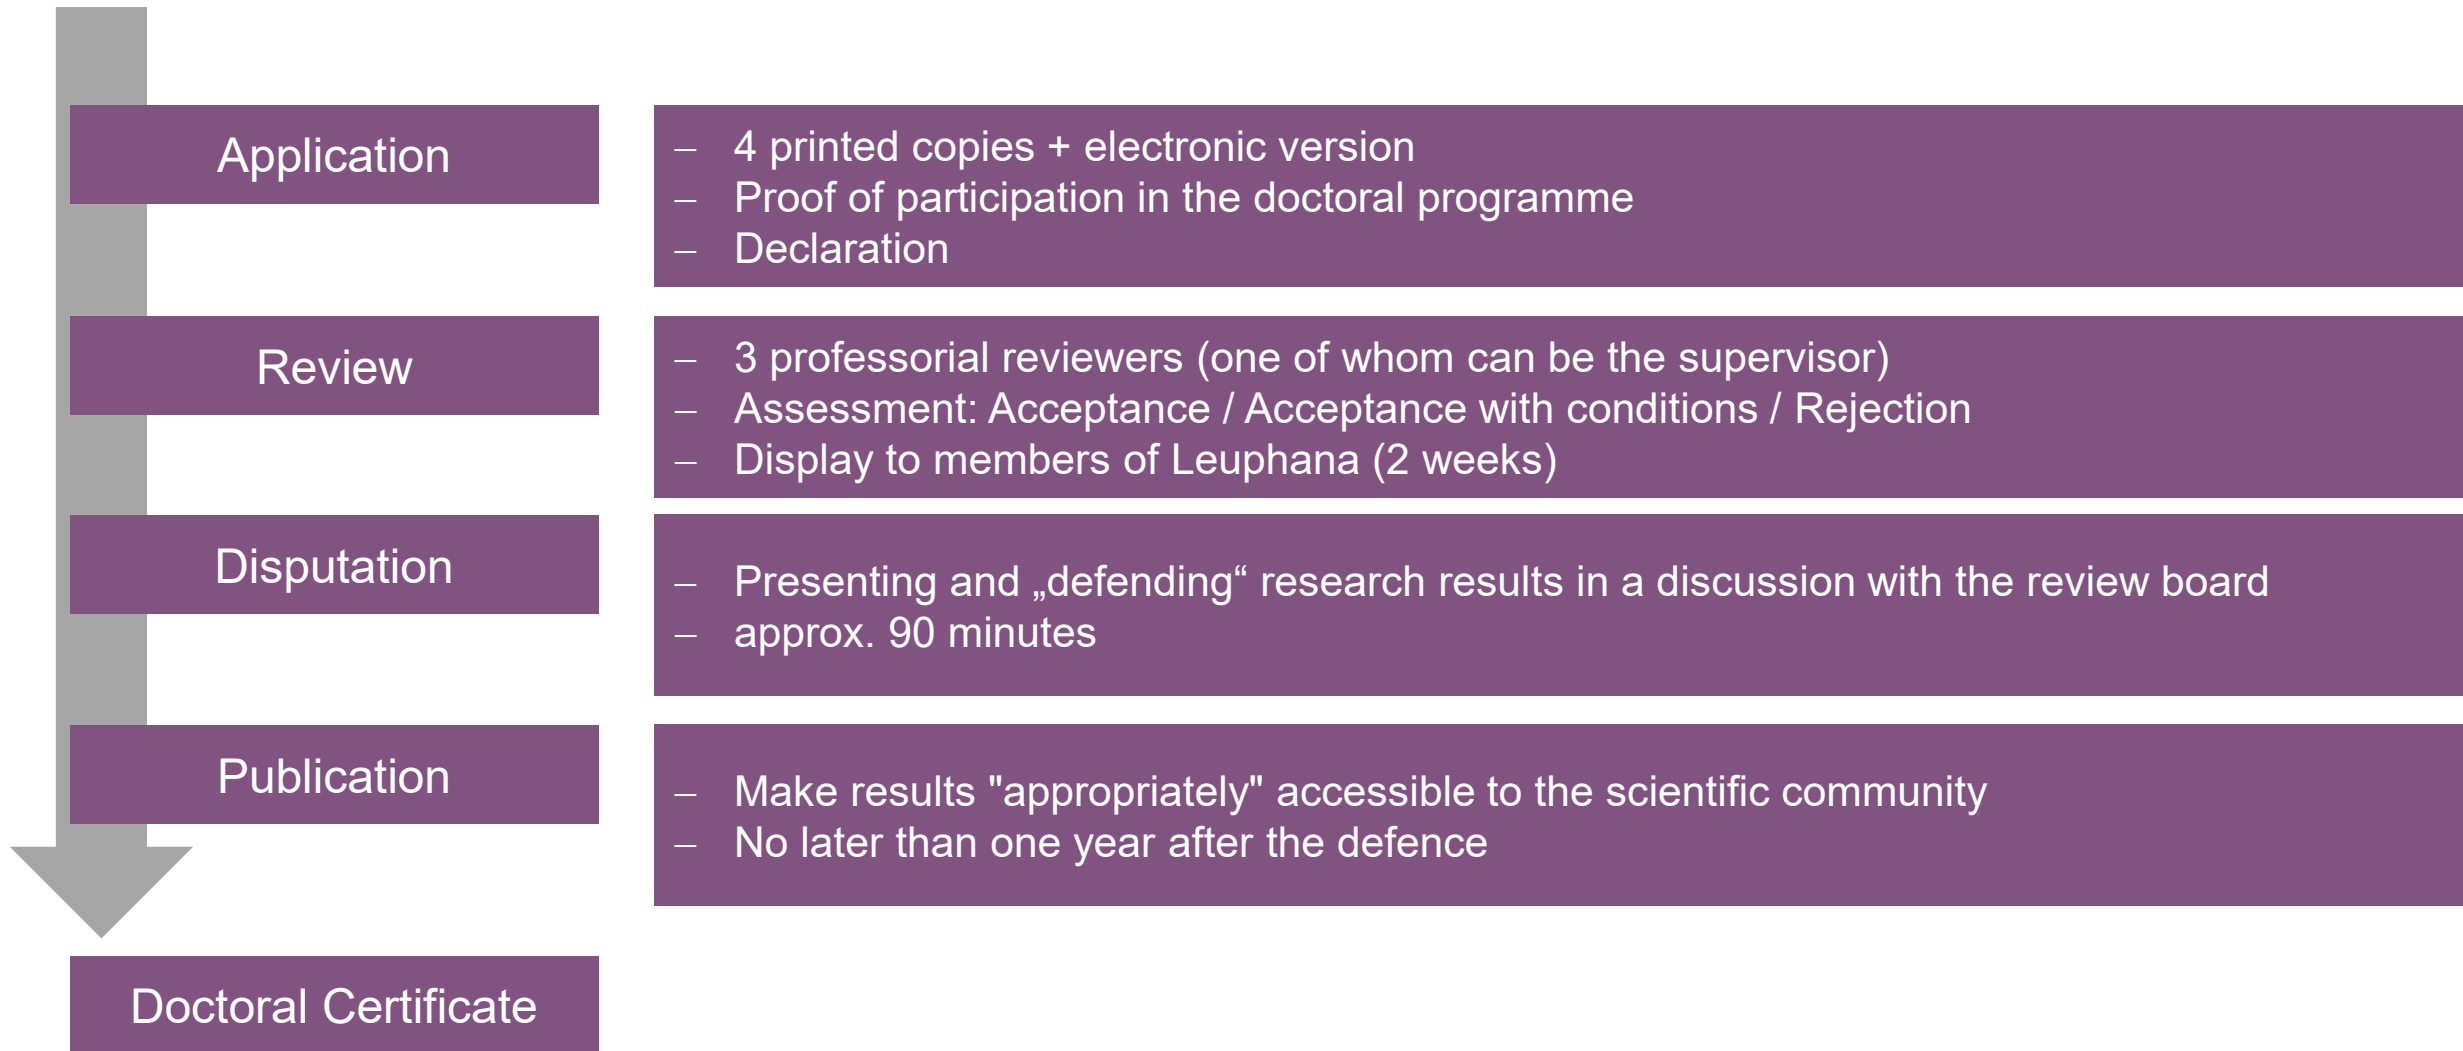 Application
– 4 printed copies + electronic version
– Proof of participation in the doctoral programme
– Declaration
Review
– 3 professorial reviewers (one of whom can be the supervisor)
– Assessment: Acceptance / Acceptance with conditions / Rejection
– Display to members of Leuphana (2 weeks)
Disputation
– Presenting and „defending“ research results in a discussion with the review board
– approx. 90 minutes
Publication
– Make results "appropriately" accessible to the scientific community
– No later than one year after the defence
Doctoral Certificate